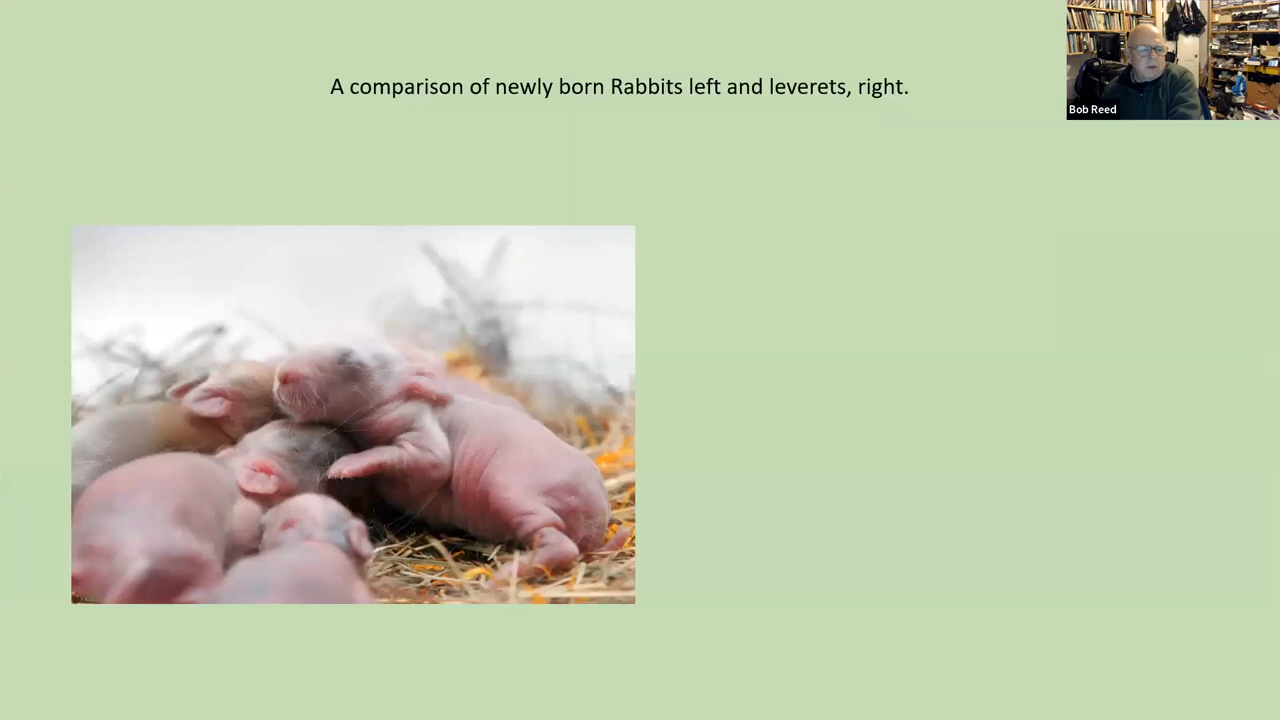 A comparison of newly born Rabbits left and leverets, right.
Bob Reed